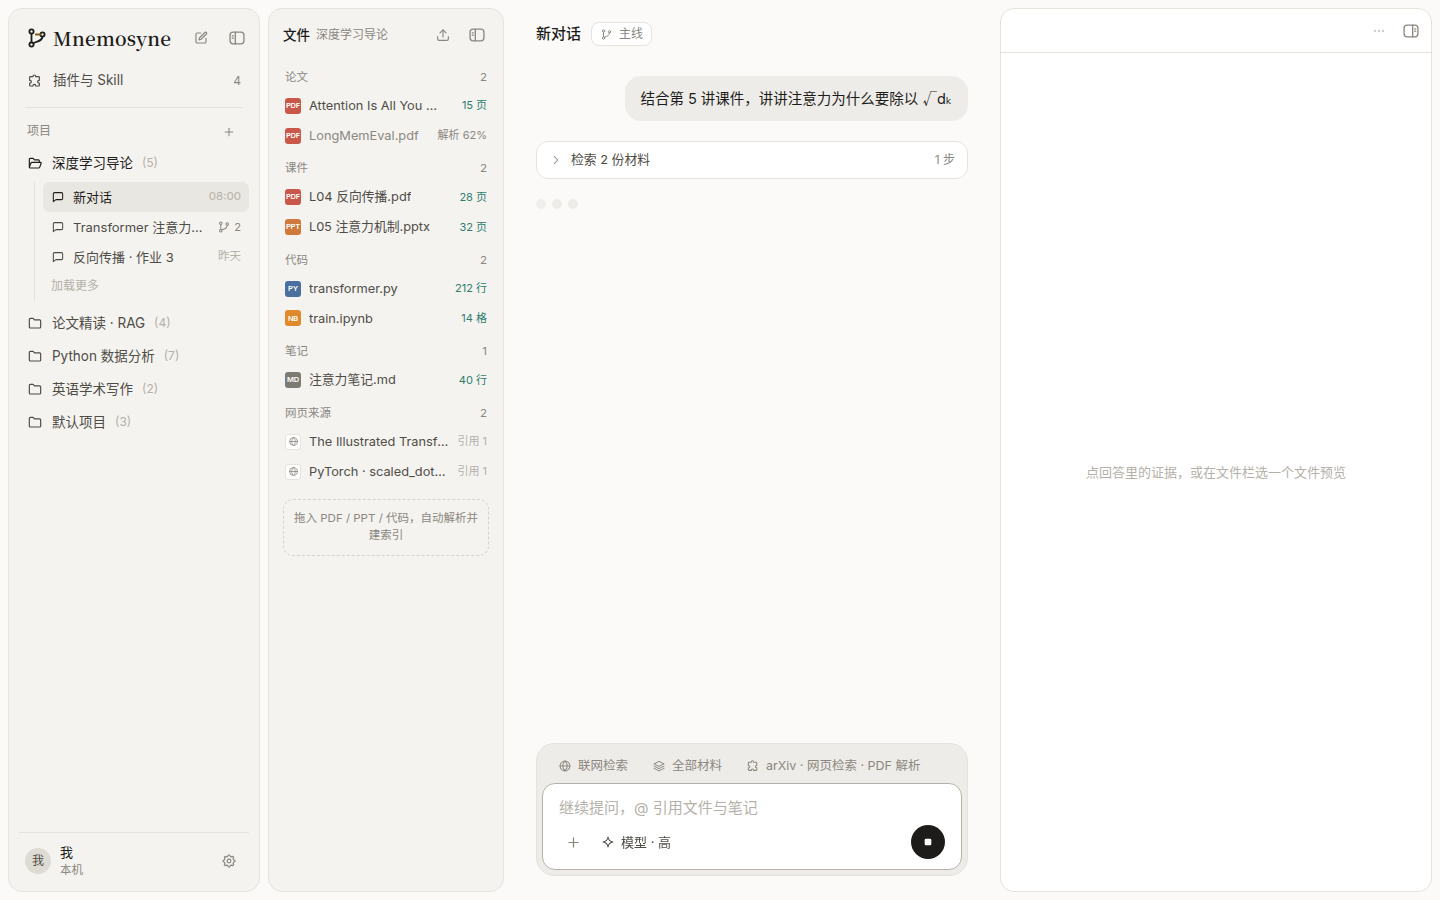 Mnemosyne
插件与 Skill 4
项目
深度学习导论 (5)
新对话 08:00
Transformer 注意力... 2
反向传播 · 作业 3 昨天
加载更多
论文精读 · RAG (4)
Python 数据分析 (7)
英语学术写作 (2)
默认项目 (3)
我 我
本机
文件 深度学习导论
论文 2
PDF Attention Is All You ... 15 页
PDF LongMemEval.pdf 解析 62%
课件 2
PDF L04 反向传播.pdf 28 页
PPT L05 注意力机制.pptx 32 页
代码 2
PY transformer.py 212 行
NB train.ipynb 14 格
笔记 1
MD 注意力笔记.md 40 行
网页来源 2
The Illustrated Transf... 引用 1
PyTorch · scaled_dot... 引用 1
拖入 PDF / PPT / 代码，自动解析并
建索引
新对话 主线
结合第 5 讲课件，讲讲注意力为什么要除以 √dₖ
检索 2 份材料 1 步
联网检索 全部材料 arXiv · 网页检索 · PDF 解析
继续提问，@ 引用文件与笔记
模型 · 高
点回答里的证据，或在文件栏选一个文件预览